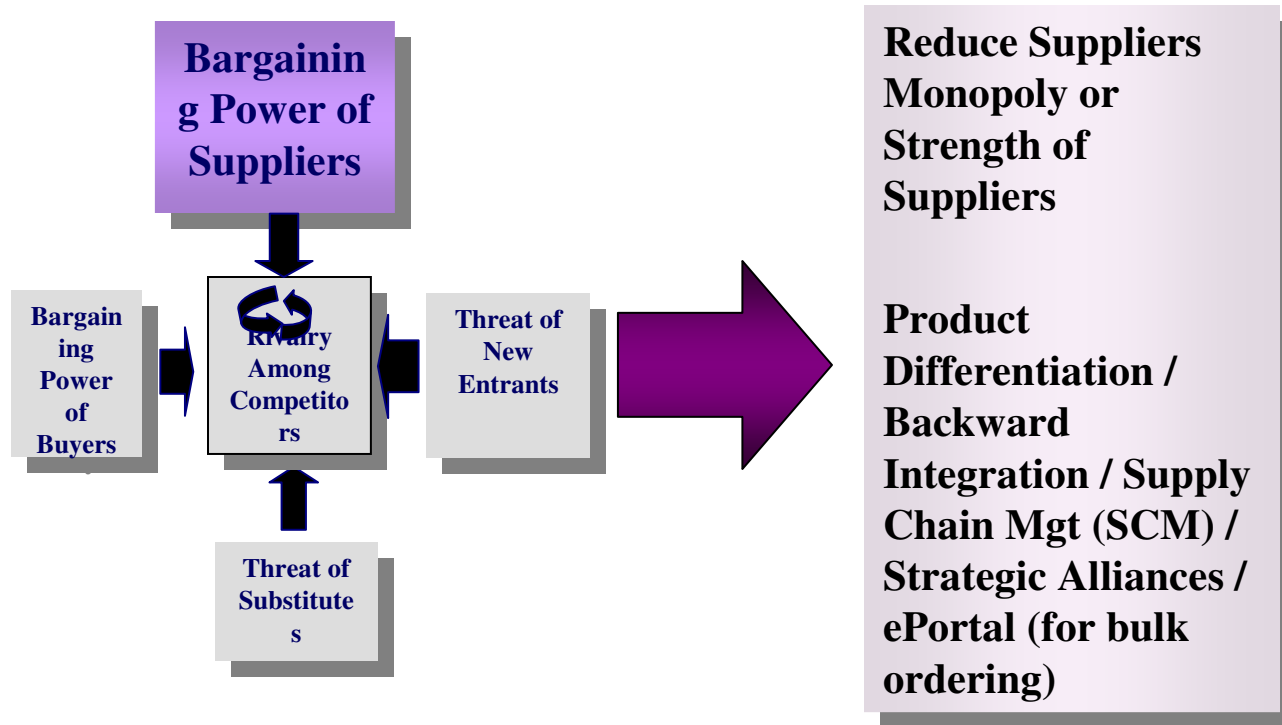 Bargainin
g Power of
Suppliers
Bargain
ing
Power
of
Buyers
Rivalry
Among
Competito
rs
Threat of
New
Entrants
Threat of
Substitute
s
Reduce Suppliers
Monopoly or
Strength of
Suppliers
Product
Differentiation /
Backward
Integration / Supply
Chain Mgt (SCM) /
Strategic Alliances /
ePortal (for bulk
ordering)